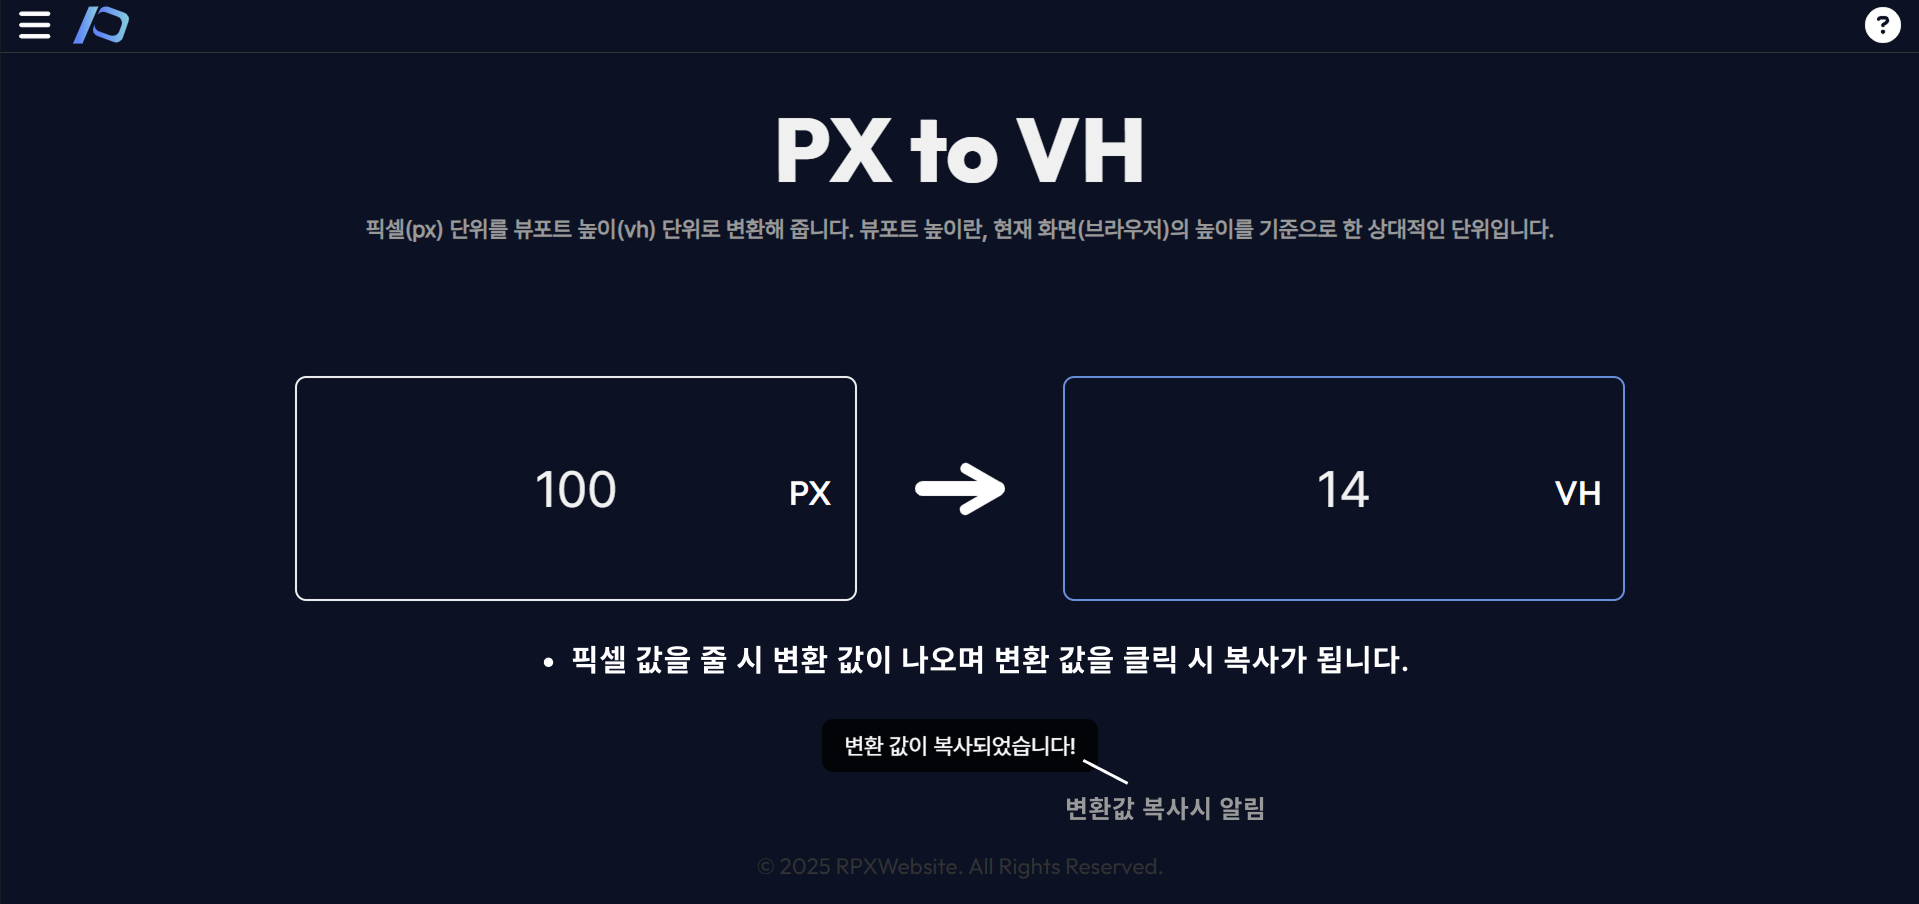 ?
PX to VH
픽셀(px) 단위를 뷰포트 높이(vh) 단위로 변환해 줍니다. 뷰포트 높이란, 현재 화면(브라우저)의 높이를 기준으로 한 상대적인 단위입니다.
100 PX
14 VH
• 픽셀 값을 줄 시 변환 값이 나오며 변환 값을 클릭 시 복사가 됩니다.
변환 값이 복사되었습니다!
변환값 복사시 알림
© 2025 RPXWebsite. All Rights Reserved.